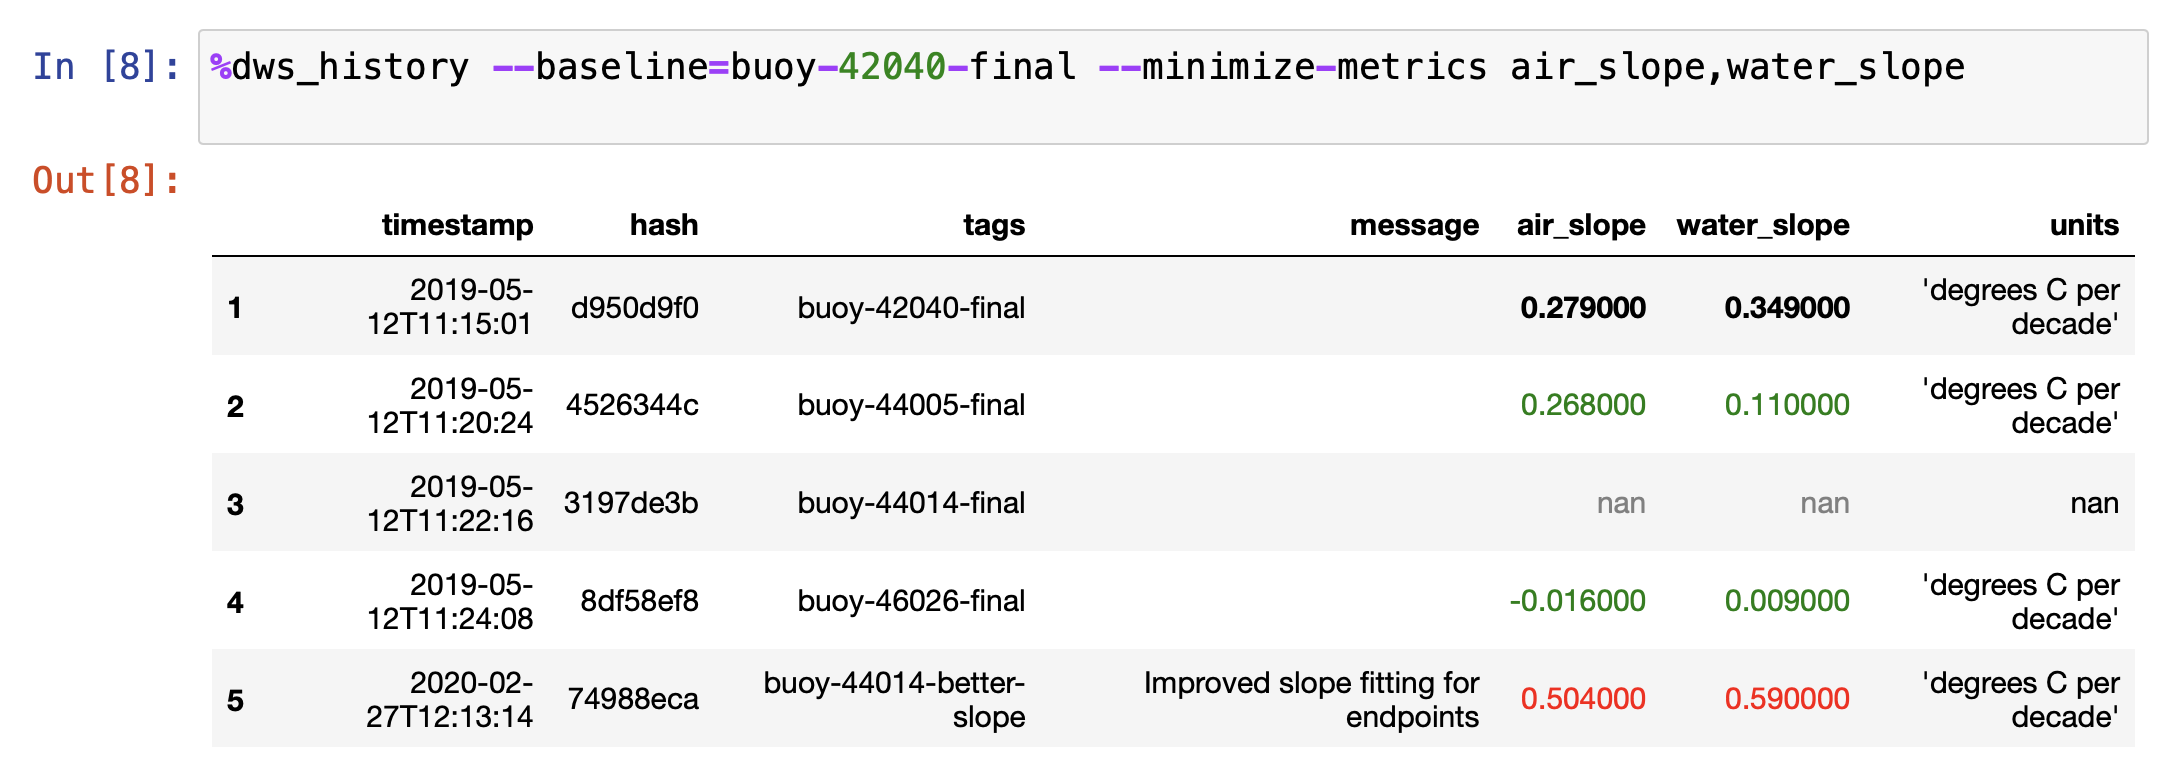 In [8]: %dws_history --baseline=buoy-42040-final --minimize-metrics air_slope,water_slope
Out[8]:
timestamp hash tags message air_slope water_slope units
1 2019-05-12T11:15:01 d950d9f0 buoy-42040-final 0.279000 0.349000 'degrees C per decade'
2 2019-05-12T11:20:24 4526344c buoy-44005-final 0.268000 0.110000 'degrees C per decade'
3 2019-05-12T11:22:16 3197de3b buoy-44014-final nan nan nan
4 2019-05-12T11:24:08 8df58ef8 buoy-46026-final -0.016000 0.009000 'degrees C per decade'
5 2020-02-27T12:13:14 74988eca buoy-44014-better-slope Improved slope fitting for endpoints 0.504000 0.590000 'degrees C per decade'